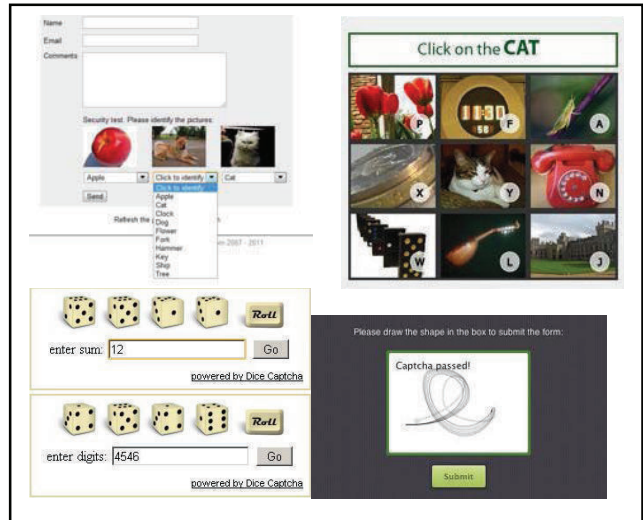 Name
Email
Comments
Security test. Please identify the pictures:
Apple
Click to identify
Cat
Click to identify
Apple
Cat
Clock
Dog
Flower
Fork
Hammer
Key
Ship
Tree
Send
Refresh the
2007 - 2011
Click on the CAT
P
F
A
X
Y
N
W
L
J
Roll
enter sum: 12
Go
powered by Dice Captcha
Roll
enter digits: 4546
Go
powered by Dice Captcha
Please draw the shape in the box to submit the form:
Captcha passed!
Submit